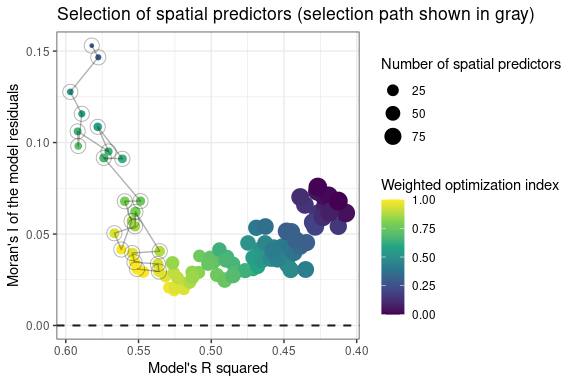 Selection of spatial predictors (selection path shown in gray)
Moran's I of the model residuals
0.15
0.10
0.05
0.00
0.60 0.55 0.50 0.45 0.40
Model's R squared
Number of spatial predictors
25
50
75
Weighted optimization index
1.00
0.75
0.50
0.25
0.00